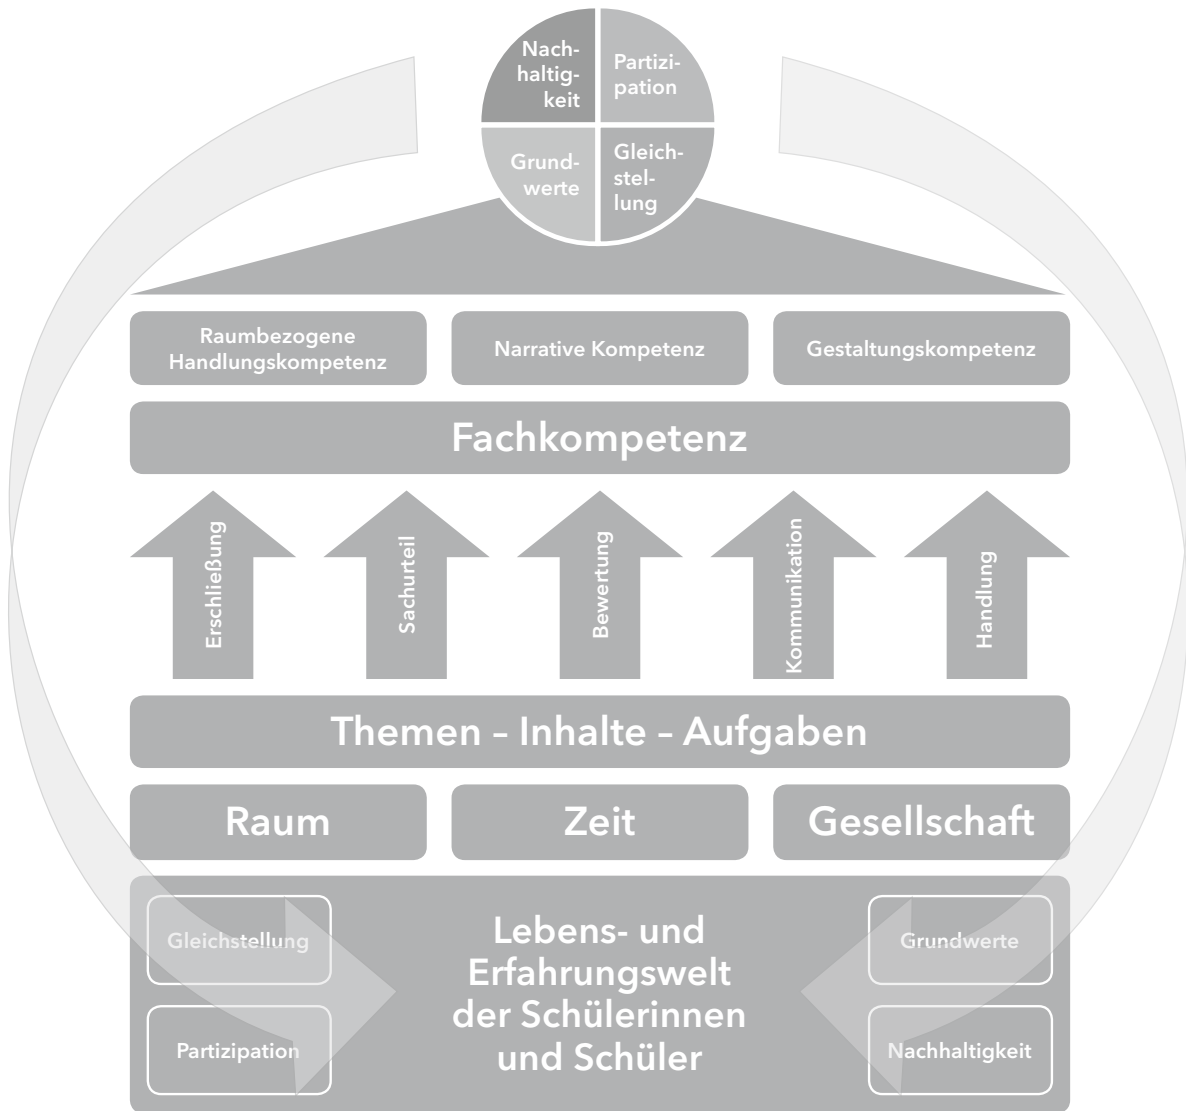 Nach-
haltig-
keit
Partizi-
pation
Grund-
werte
Gleich-
stel-
lung
Raumbezogene
Handlungskompetenz
Narrative Kompetenz
Gestaltungskompetenz
Fachkompetenz
Erschließung
Sachurteil
Bewertung
Kommunikation
Handlung
Themen – Inhalte – Aufgaben
Raum
Zeit
Gesellschaft
Gleichstellung
Partizipation
Lebens- und
Erfahrungswelt
der Schülerinnen
und Schüler
Grundwerte
Nachhaltigkeit